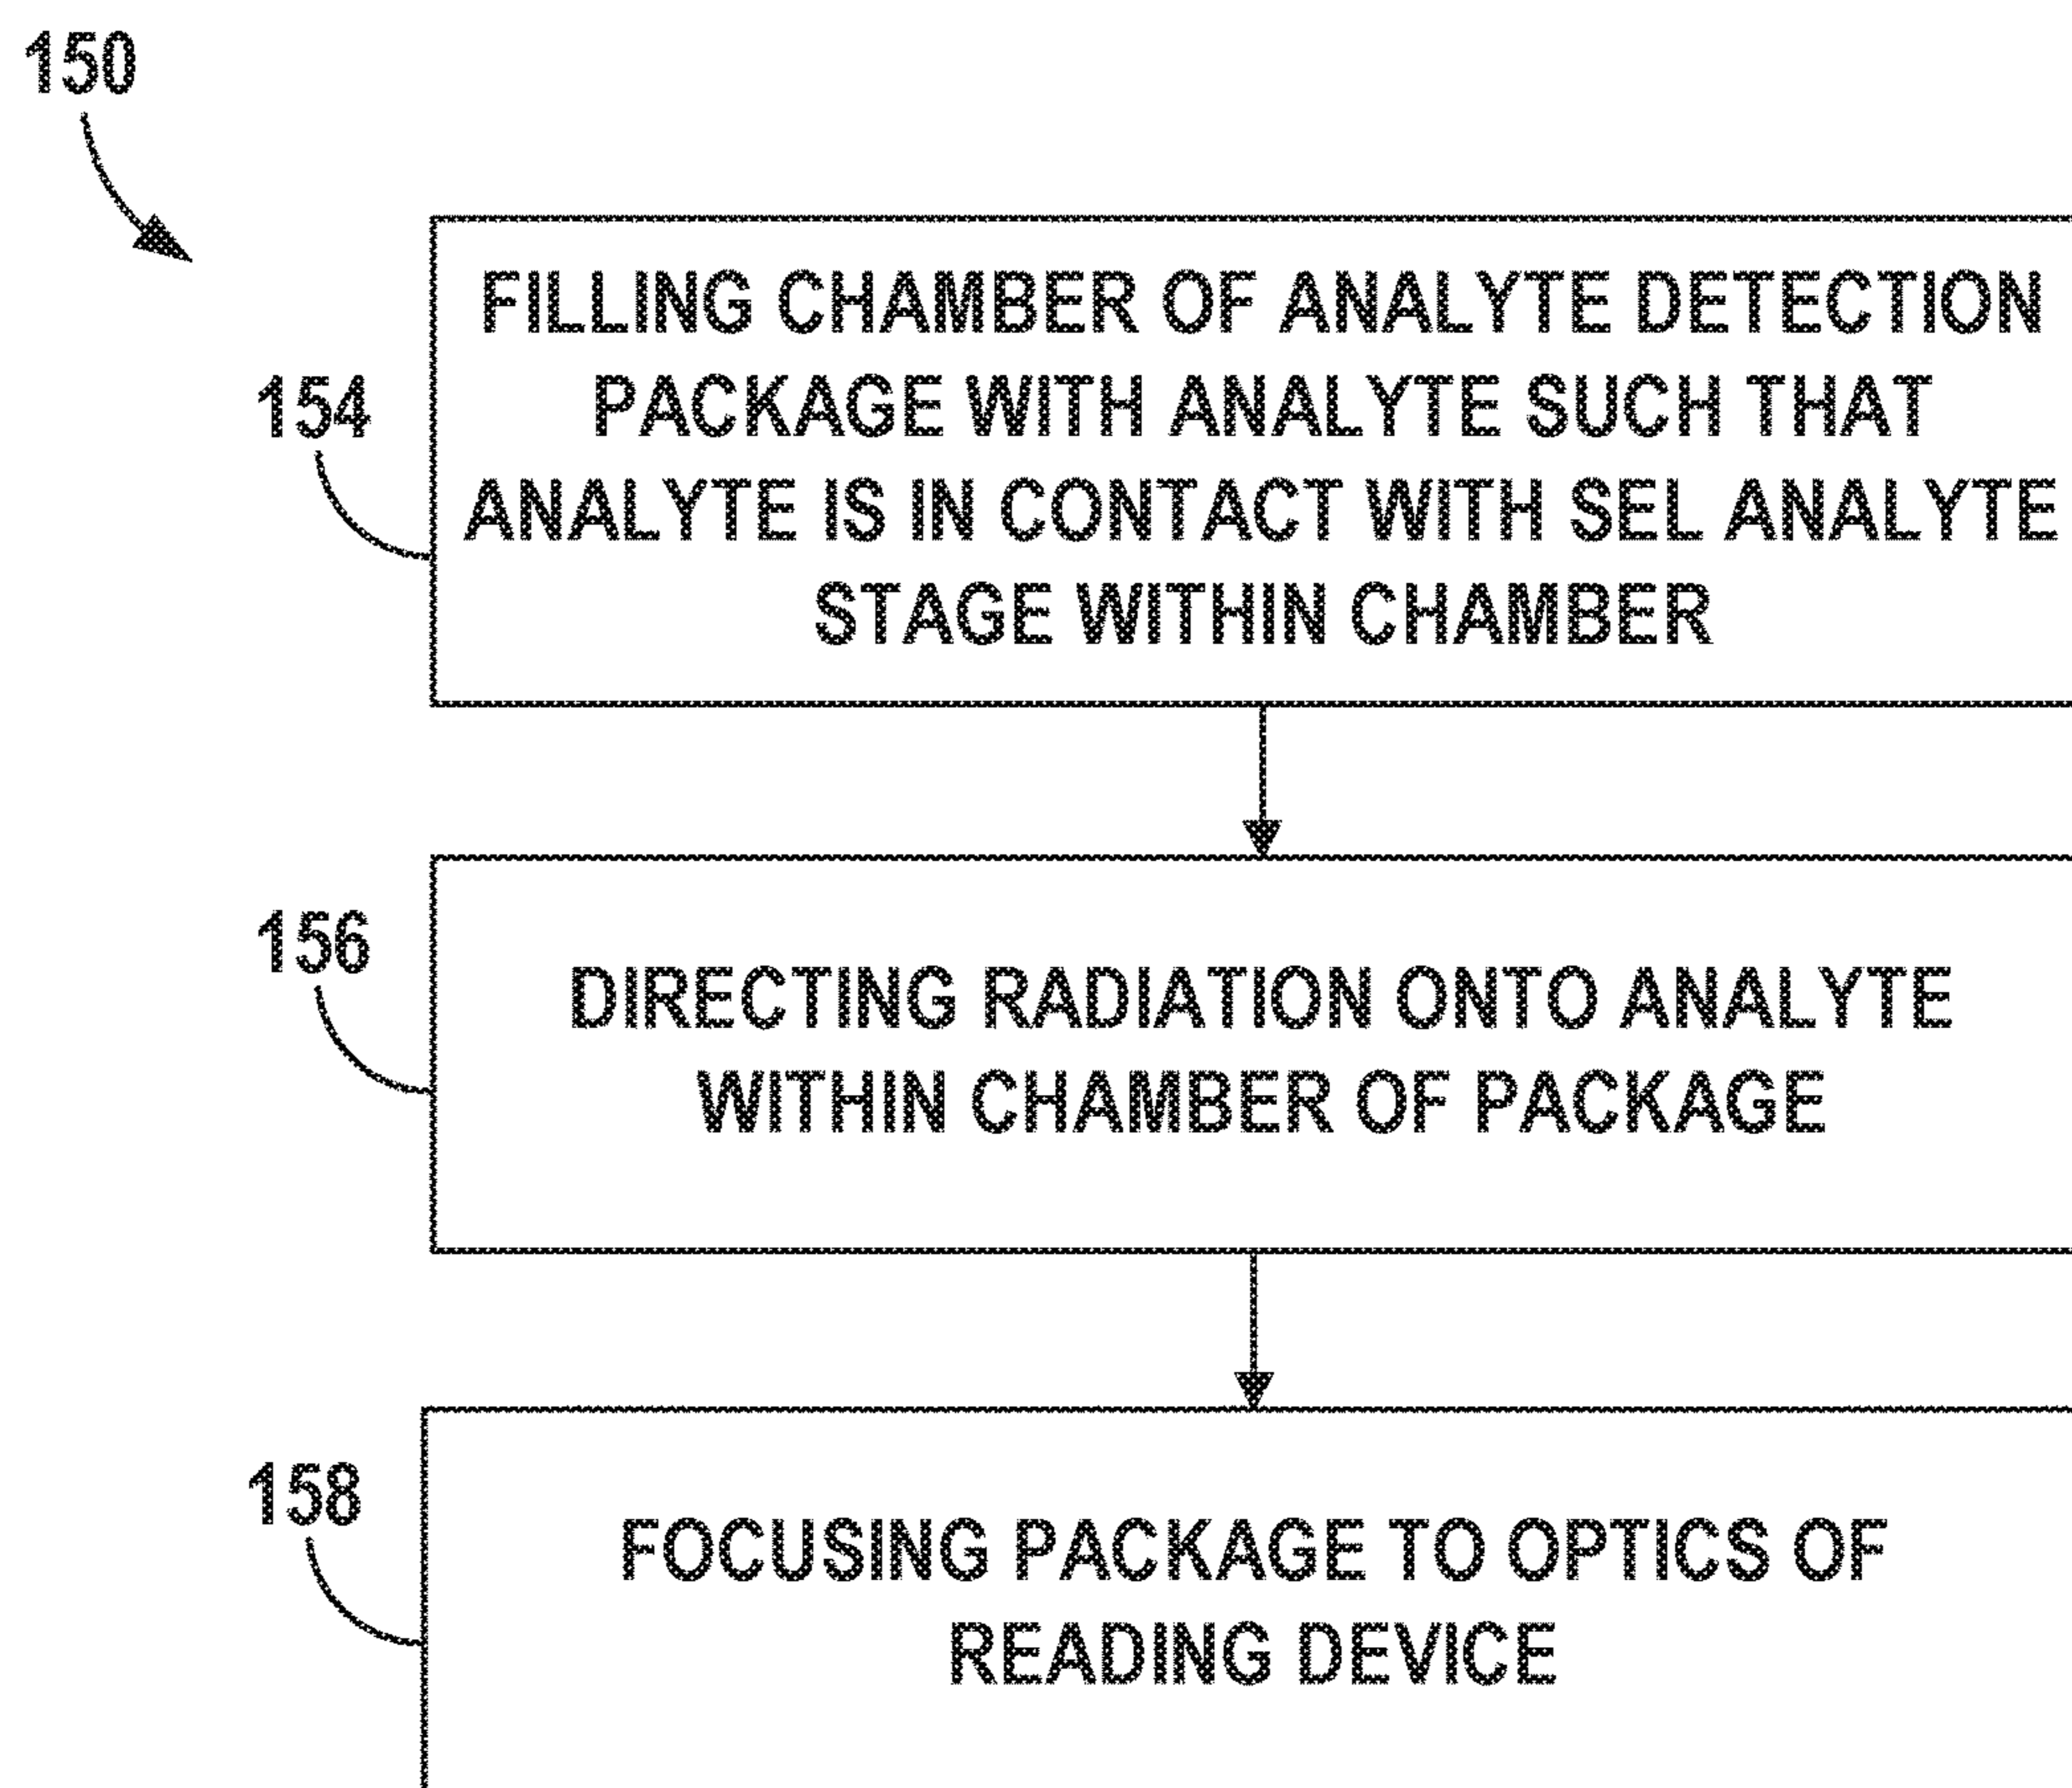 150
154
FILLING CHAMBER OF ANALYTE DETECTION
PACKAGE WITH ANALYTE SUCH THAT
ANALYTE IS IN CONTACT WITH SEL ANALYTE
STAGE WITHIN CHAMBER
156
DIRECTING RADIATION ONTO ANALYTE
WITHIN CHAMBER OF PACKAGE
158
FOCUSING PACKAGE TO OPTICS OF
READING DEVICE